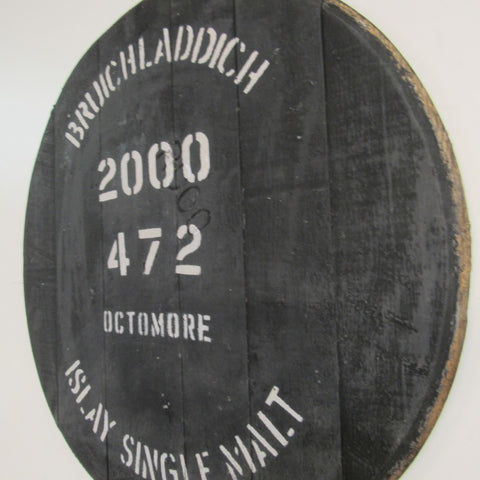 BRUICHLADDICH
2000
472
OCTOMORE
ISLAY SINGLE MALT